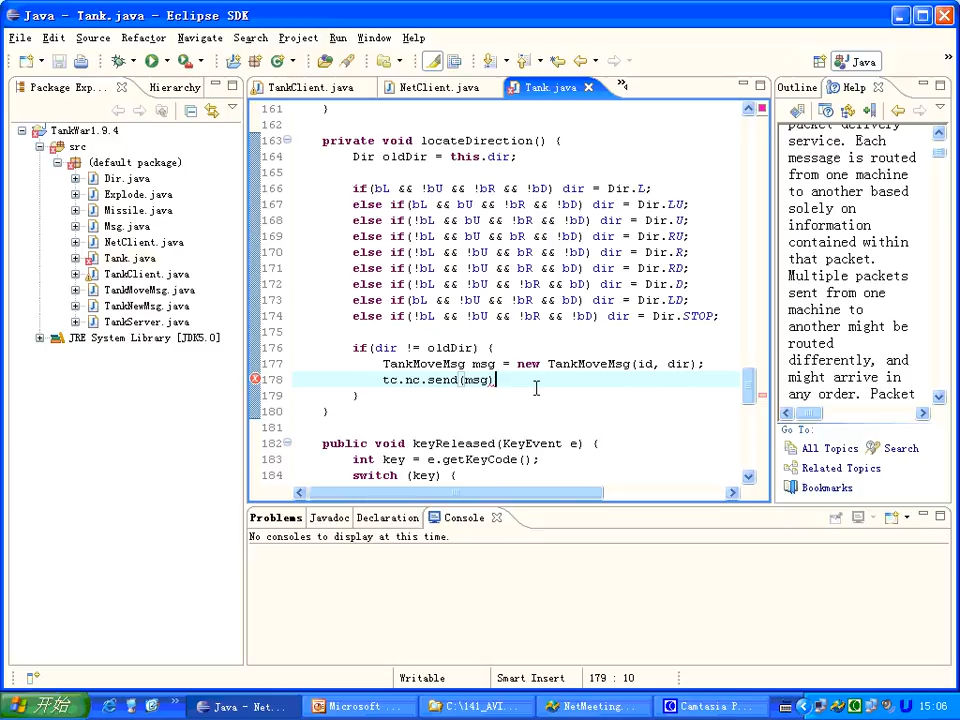 Java - Tank.java - Eclipse SDK
File Edit Source Refactor Navigate Search Project Run Window Help
Java
Package Exp... Hierarchy
TankClient.java NetClient.java Tank.java
Outline Help
TankWar1.9.4
src
(default package)
Dir.java
Explode.java
Missile.java
Msg.java
NetClient.java
Tank.java
TankClient.java
TankMoveMsg.java
TankNewMsg.java
TankServer.java
JRE System Library [JDK5.0]
161 }
162
163 private void locateDirection() {
164 Dir oldDir = this.dir;
165
166 if(bL && !bU && !bR && !bD) dir = Dir.L;
167 else if(bL && bU && !bR && !bD) dir = Dir.LU;
168 else if(!bL && bU && !bR && !bD) dir = Dir.U;
169 else if(!bL && bU && bR && !bD) dir = Dir.RU;
170 else if(!bL && !bU && bR && !bD) dir = Dir.R;
171 else if(!bL && !bU && bR && bD) dir = Dir.RD;
172 else if(!bL && !bU && !bR && bD) dir = Dir.D;
173 else if(bL && !bU && !bR && bD) dir = Dir.LD;
174 else if(!bL && !bU && !bR && !bD) dir = Dir.STOP;
175
176 if(dir != oldDir) {
177 TankMoveMsg msg = new TankMoveMsg(id, dir);
178 tc.nc.send(msg)
179 }
180 }
181
182 public void keyReleased(KeyEvent e) {
183 int key = e.getKeyCode();
184 switch (key) {
packet delivery
service. Each
message is routed
from one machine
to another based
solely on
information
contained within
that packet.
Multiple packets
sent from one
machine to
another might be
routed
differently, and
might arrive in
any order. Packet
Go To:
All Topics Search
Related Topics
Bookmarks
Problems Javadoc Declaration Console
No consoles to display at this time.
Writable Smart Insert 179 : 10
开始 Java - Net... Microsoft ... C:\141_AVI... NetMeeting... Camtasia P... 15:06